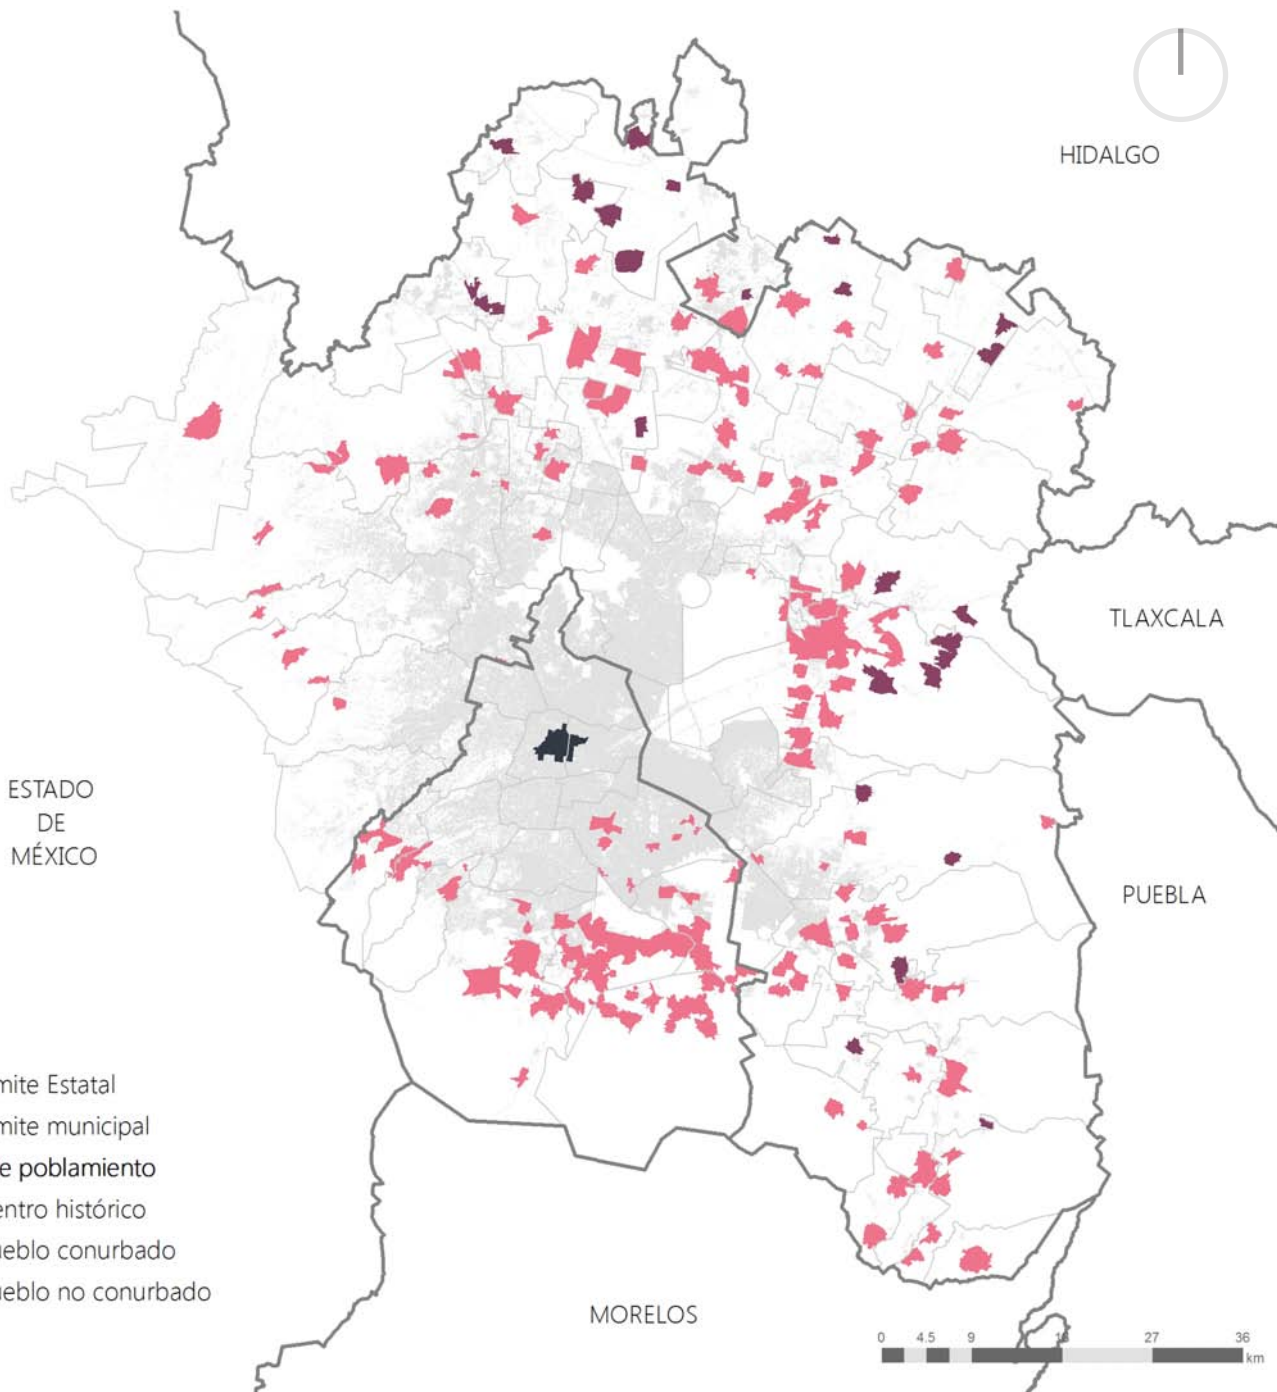 HIDALGO
TLAXCALA
ESTADO
DE
MÉXICO
PUEBLA
mite Estatal
mite municipal
e poblamiento
entro histórico
ueblo conurbado
ueblo no conurbado
MORELOS
0 4.5 9 18 27 36
km